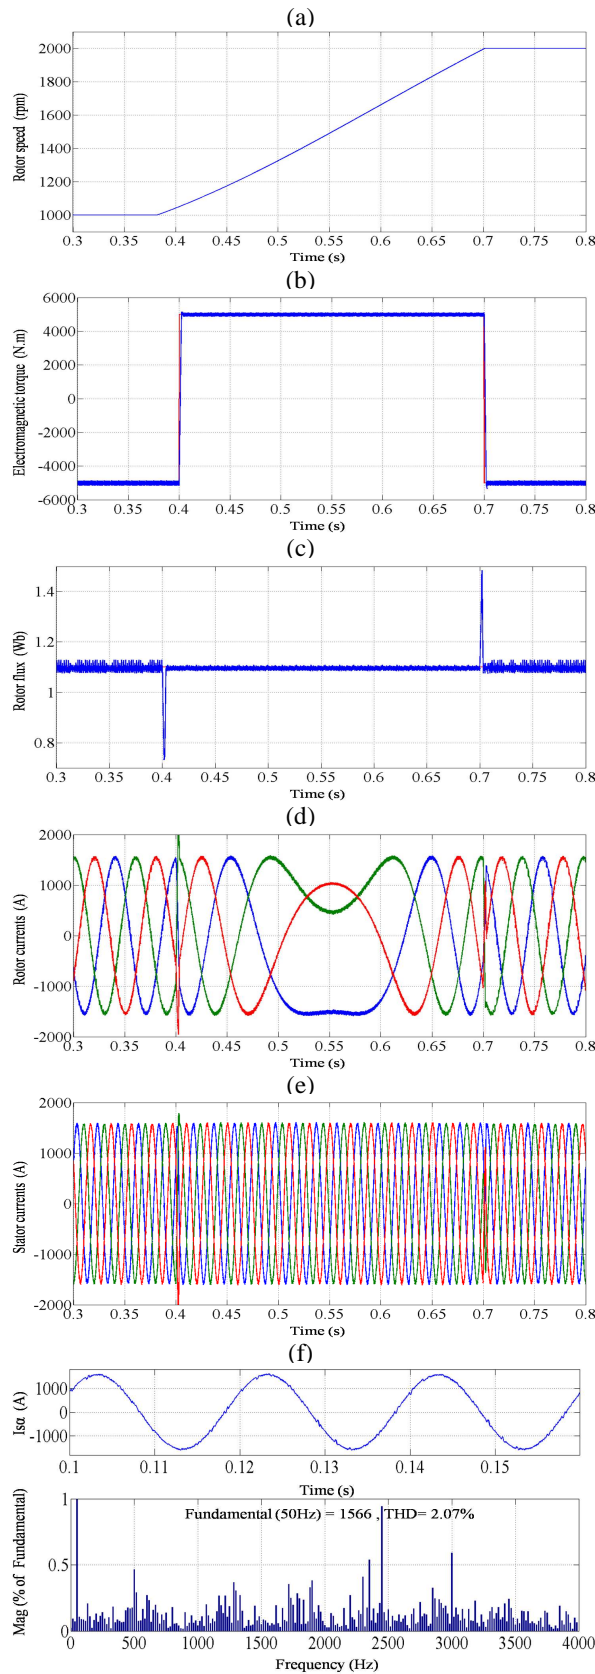 (a)
2000
1800
1600
1400
1200
1000
Rotor speed (rpm)
0.3 0.35 0.4 0.45 0.5 0.55 0.6 0.65 0.7 0.75 0.8
Time (s)
(b)
6000
4000
2000
0
-2000
-4000
-6000
Electromagnetic torque (N.m)
0.3 0.35 0.4 0.45 0.5 0.55 0.6 0.65 0.7 0.75 0.8
Time (s)
(c)
1.4
1.2
1
0.8
Rotor flux (Wb)
0.3 0.35 0.4 0.45 0.5 0.55 0.6 0.65 0.7 0.75 0.8
Time (s)
(d)
2000
1000
0
-1000
-2000
Rotor currents (A)
0.3 0.35 0.4 0.45 0.5 0.55 0.6 0.65 0.7 0.75 0.8
Time (s)
(e)
2000
1000
0
-1000
-2000
Stator currents (A)
0.3 0.35 0.4 0.45 0.5 0.55 0.6 0.65 0.7 0.75 0.8
Time (s)
(f)
1000
0
-1000
Isα (A)
0.1 0.11 0.12 0.13 0.14 0.15
Time (s)
1
0.5
0
Mag (% of Fundamental)
Fundamental (50Hz) = 1566 , THD= 2.07%
0 500 1000 1500 2000 2500 3000 3500 4000
Frequency (Hz)